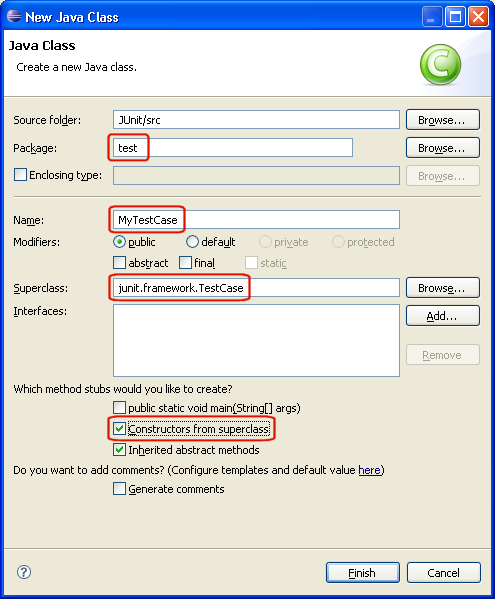 New Java Class
Java Class
Create a new Java class.
C
Source folder: JUnit/src Browse...
Package: test Browse...
Enclosing type: Browse...
Name: MyTestCase
Modifiers: public default private protected
abstract final static
Superclass: junit.framework.TestCase Browse...
Interfaces: Add...
Remove
Which method stubs would you like to create?
public static void main(String[] args)
Constructors from superclass
Inherited abstract methods
Do you want to add comments? (Configure templates and default value here)
Generate comments
? Finish Cancel